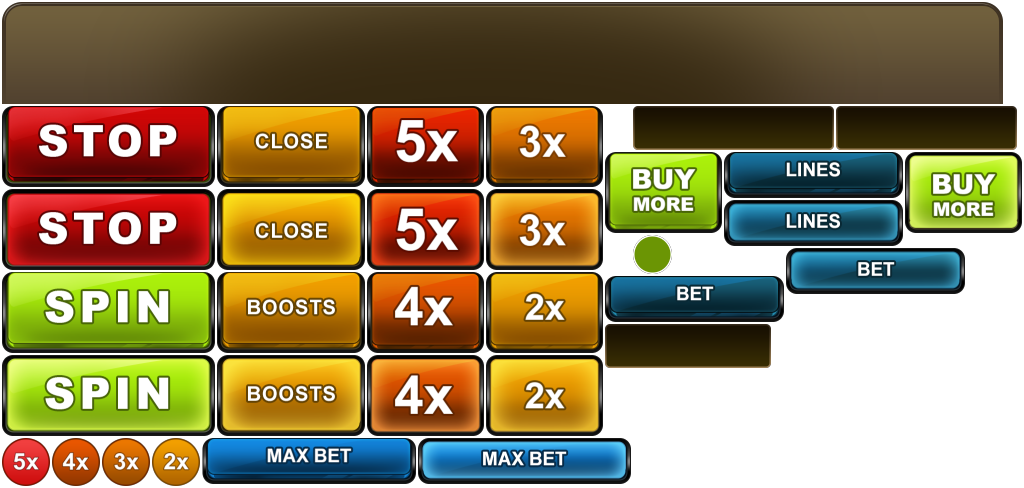 STOP
CLOSE
5x
3x
BUY
MORE
LINES
BUY
MORE
STOP
CLOSE
5x
3x
LINES
BET
SPIN
BOOSTS
4x
2x
BET
SPIN
BOOSTS
4x
2x
5x
4x
3x
2x
MAX BET
MAX BET